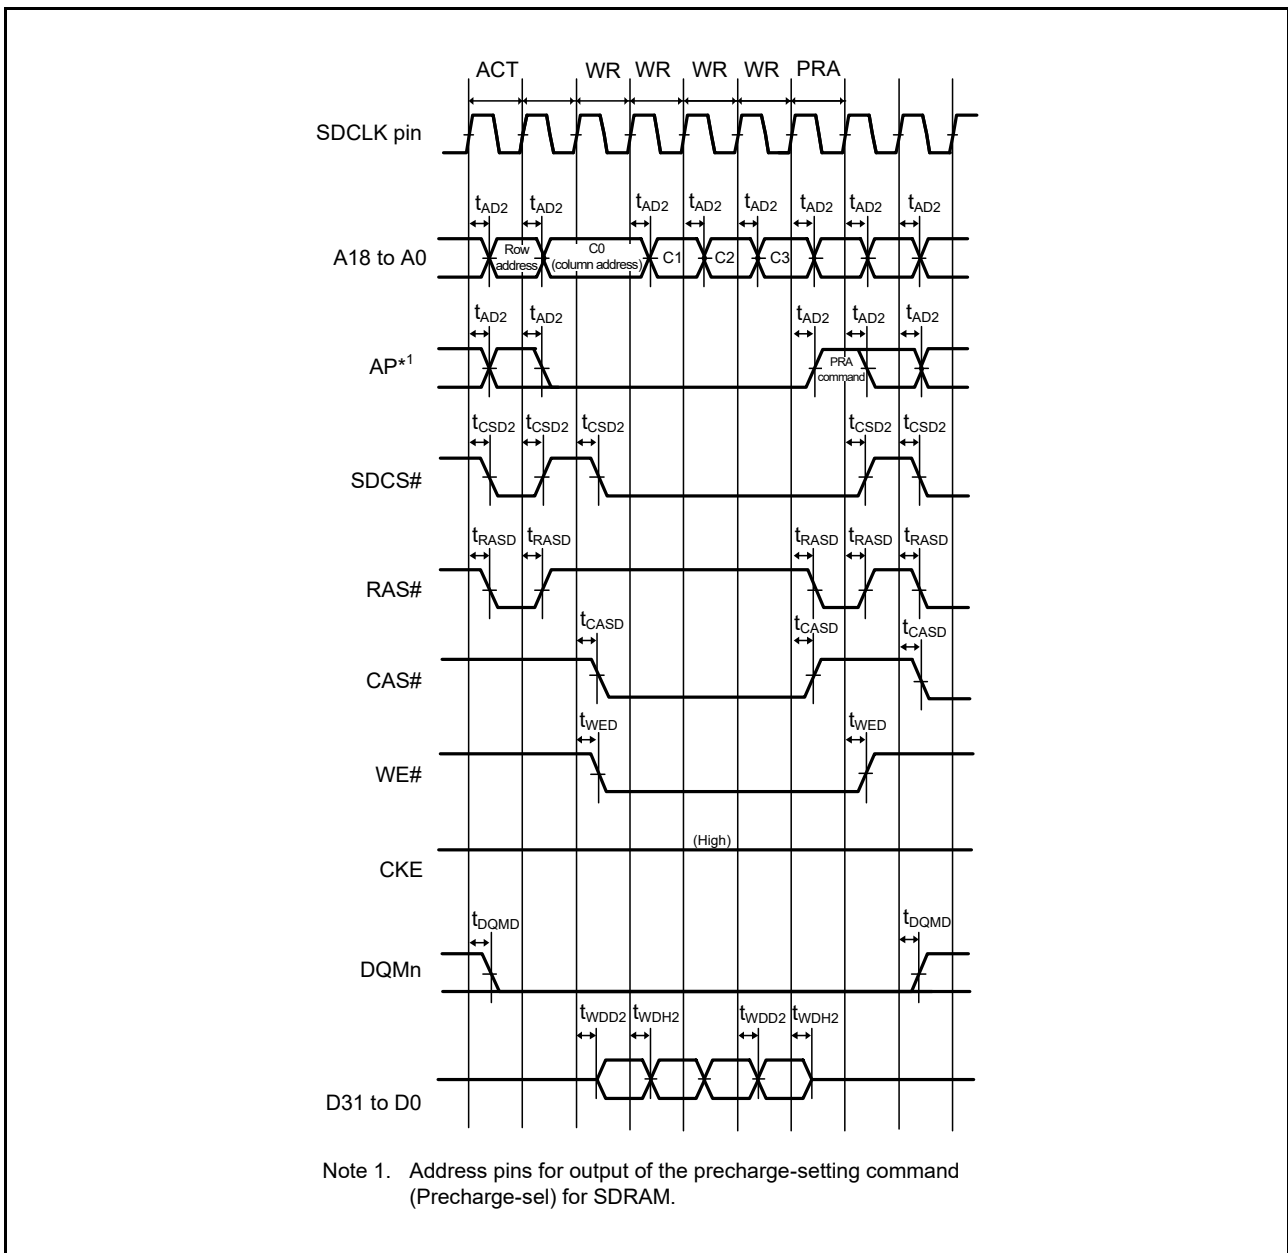 ACT WR WR WR WR PRA
SDCLK pin
tAD2 tAD2 tAD2 tAD2 tAD2 tAD2 tAD2 tAD2
A18 to A0
Row
address
C0
(column address)
C1 C2 C3
tAD2 tAD2 tAD2 tAD2 tAD2
AP*1
PRA
command
tCSD2 tCSD2 tCSD2 tCSD2 tCSD2
SDCS#
tRASD tRASD tRASD tRASD tRASD
RAS#
tCASD tCASD tCASD
CAS#
tWED tWED
WE#
(High)
CKE
tDQMD tDQMD
DQMn
tWDD2 tWDH2 tWDD2 tWDH2
D31 to D0
Note 1. Address pins for output of the precharge-setting command
(Precharge-sel) for SDRAM.